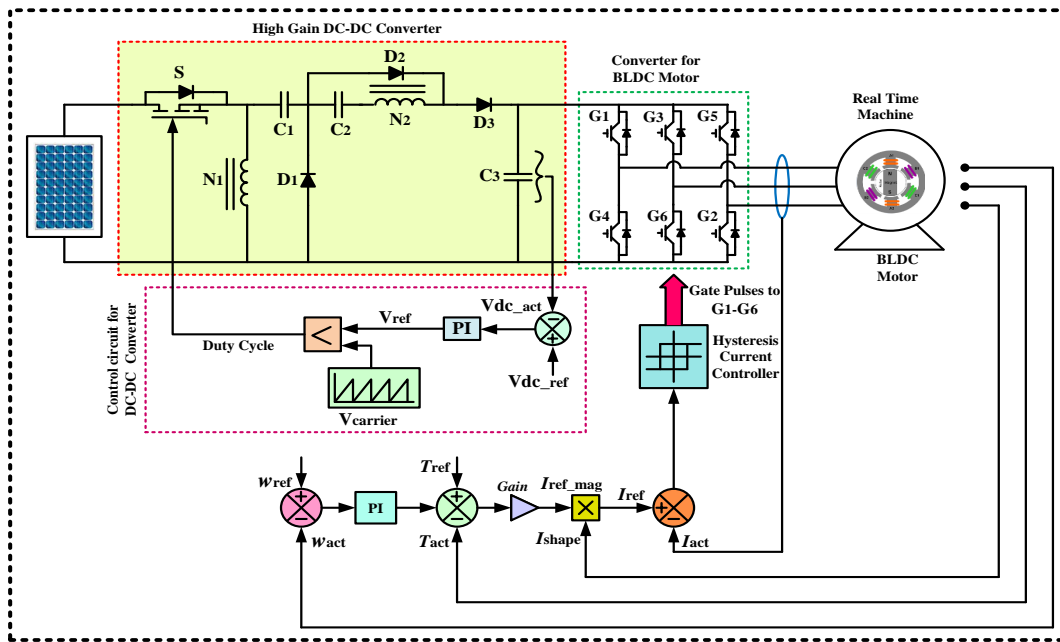 High Gain DC-DC Converter
S
D2
C1
C2
N2
D3
N1
D1
C3
Converter for
BLDC Motor
G1
G3
G5
G4
G6
G2
Real Time
Machine
BLDC
Motor
Control circuit for
DC-DC Converter
Vdc_act
Vref
PI
<
Duty Cycle
Vdc_ref
Vcarrier
Gate Pulses to
G1-G6
Hysteresis
Current
Controller
wref
PI
wact
Tref
Tact
Gain
Iref_mag
Iref
Ishape
Iact